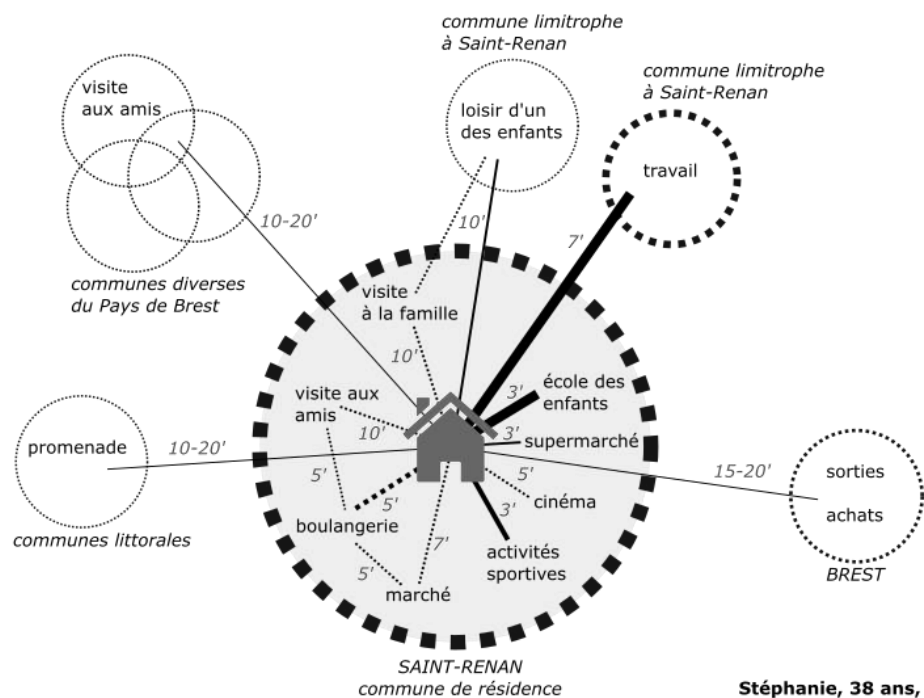 commune limitrophe
à Saint-Renan
commune limitrophe
à Saint-Renan
visite
aux amis
loisir d'un
des enfants
travail
10-20'
10'
7'
communes diverses
du Pays de Brest
visite
à la famille
10'
visite aux
amis
10'
3'
école des
enfants
3'
supermarché
promenade
10-20'
5'
5'
5'
cinéma
15-20'
sorties
achats
communes littorales
boulangerie
3'
7'
activités
sportives
5'
marché
BREST
SAINT-RENAN
commune de résidence
Stéphanie, 38 ans,